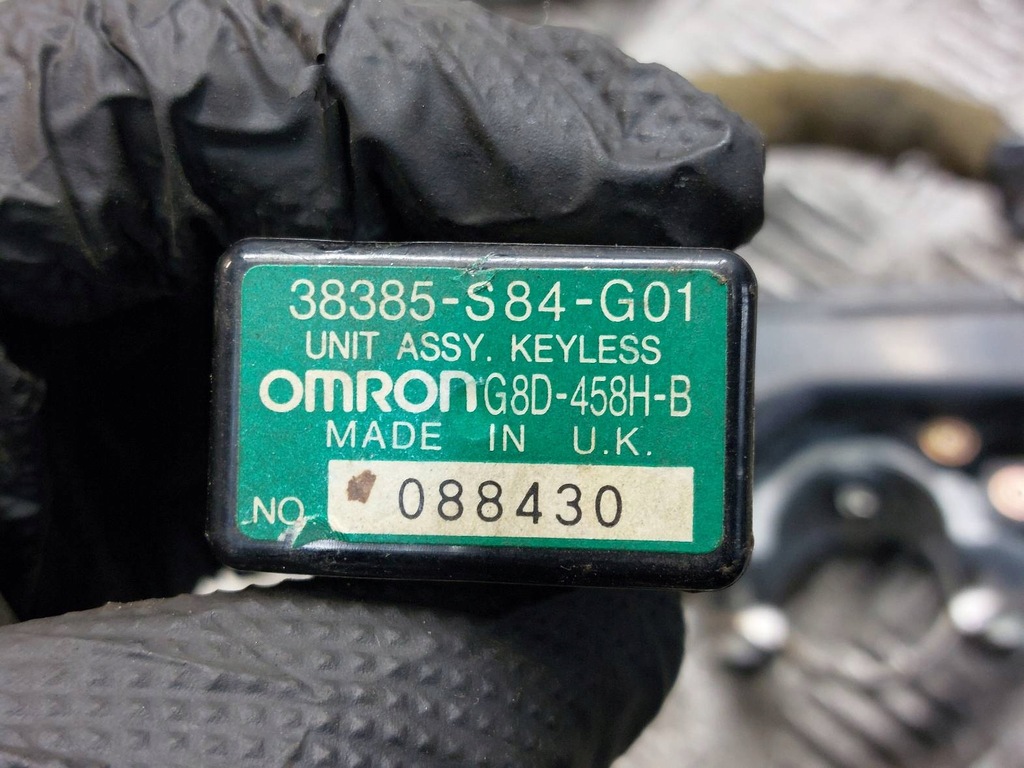 38385-S84-G01
UNIT ASSY. KEYLESS
OMRON G8D-458H-B
MADE IN U.K.
NO. 088430